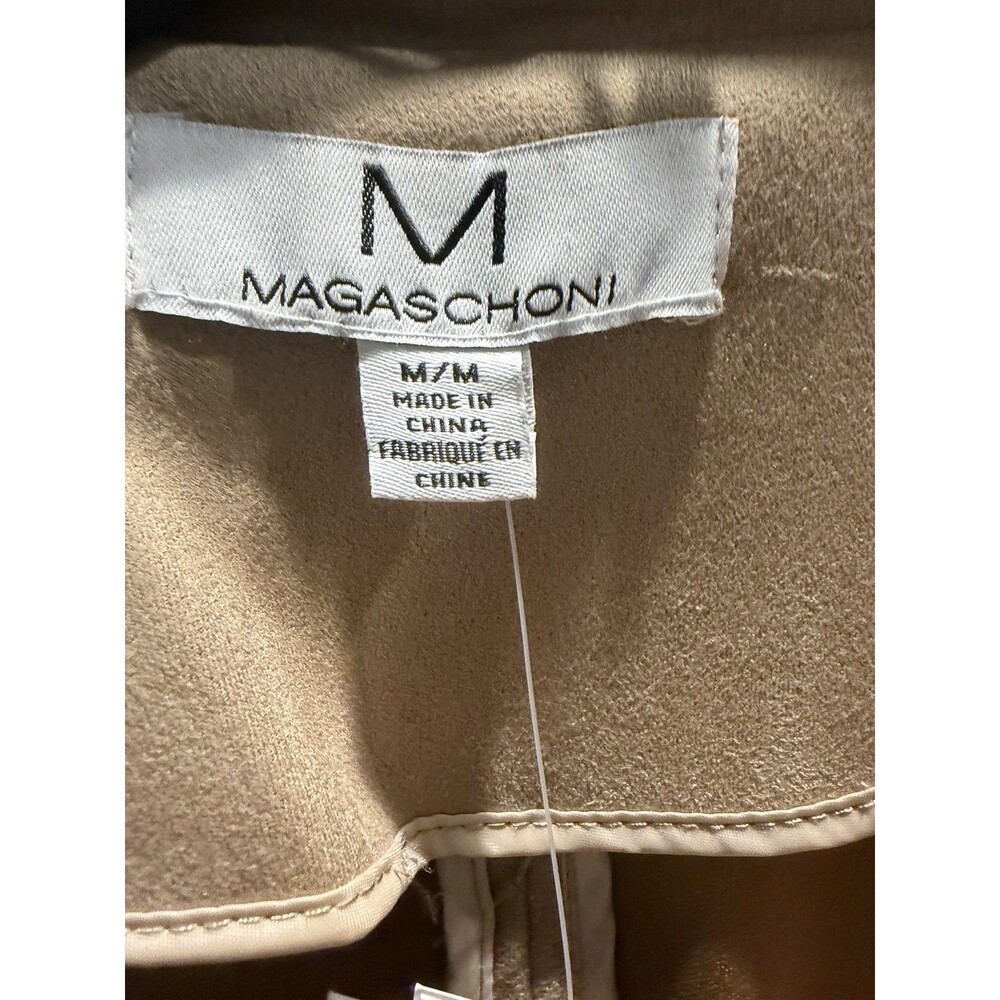 M
MAGASCHONI
M/M
MADE IN
CHINA
FABRIQUÉ EN
CHINE